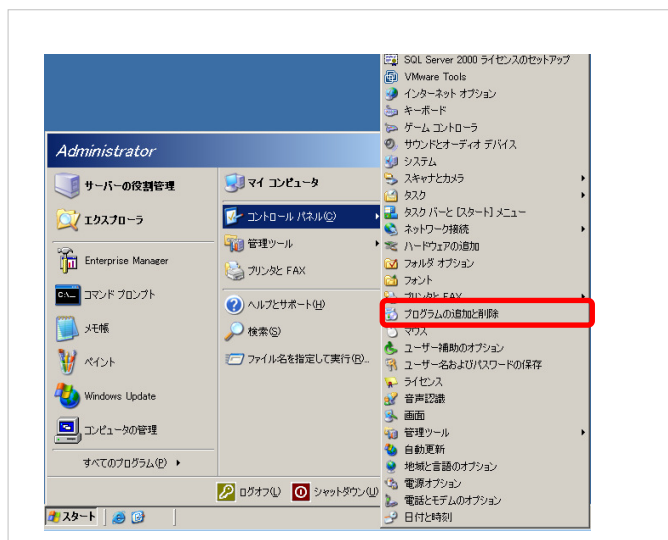 Administrator
サーバーの役割管理
エクスプローラ
Enterprise Manager
コマンド プロンプト
メモ帳
ペイント
Windows Update
コンピュータの管理
すべてのプログラム(P)
マイ コンピュータ
コントロール パネル(C)
管理ツール
プリンタと FAX
ヘルプとサポート(H)
検索(S)
ファイル名を指定して実行(R)...
ログオフ(L)
シャットダウン(U)
スタート
SQL Server 2000 ライセンスのセットアップ
VMware Tools
インターネット オプション
キーボード
ゲーム コントローラ
サウンドとオーディオ デバイス
システム
スキャナとカメラ
タスク
タスク バーと [スタート] メニュー
ネットワーク接続
ハードウェアの追加
フォルダ オプション
フォント
プリンタと FAX
プログラムの追加と削除
マウス
ユーザー補助のオプション
ユーザー名およびパスワードの保存
ライセンス
音声認識
画面
管理ツール
自動更新
地域と言語のオプション
電源オプション
電話とモデムのオプション
日付と時刻